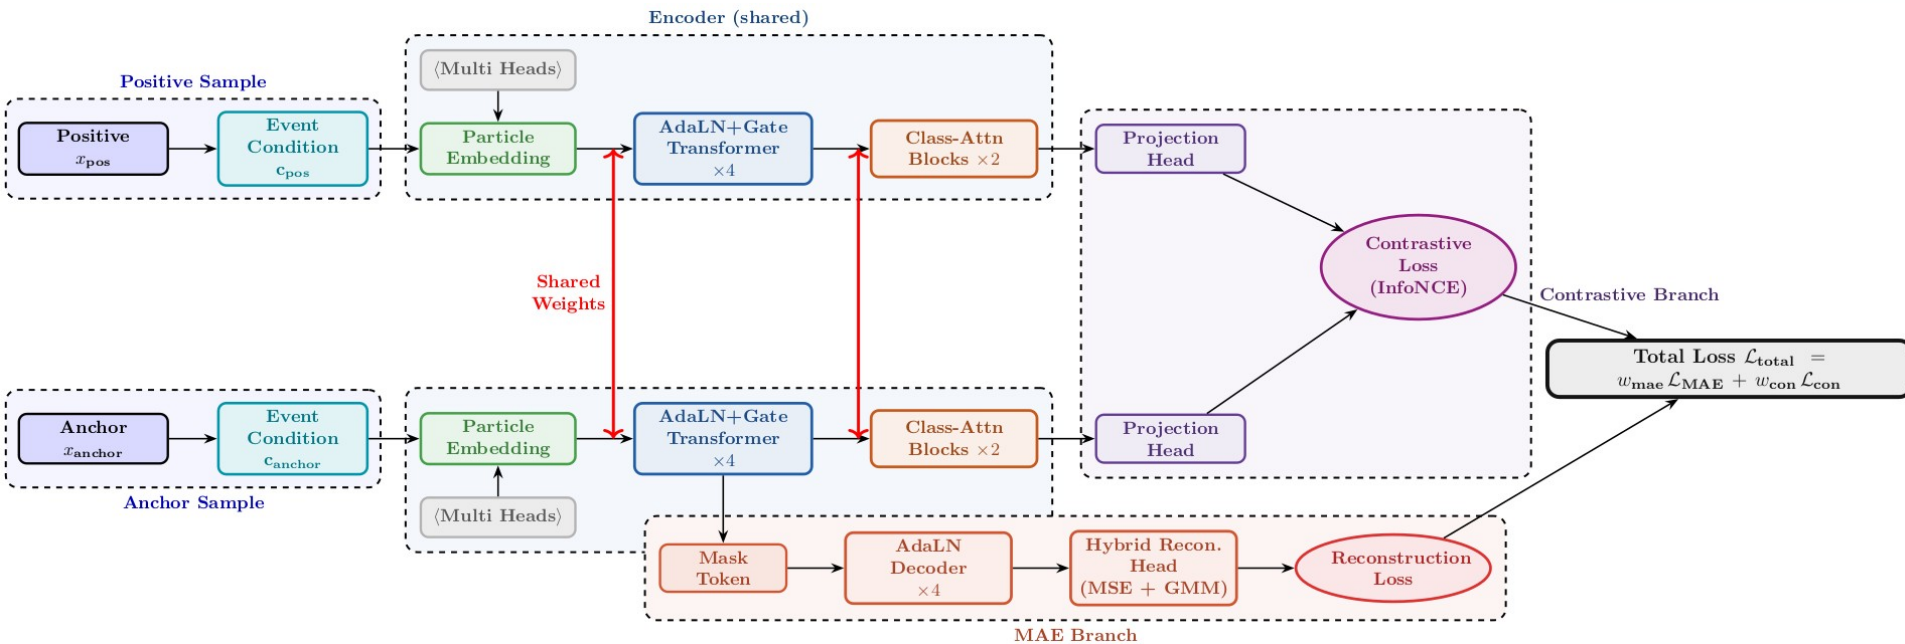 Encoder (shared)
Positive Sample
⟨Multi Heads⟩
Positive
x_pos
Event
Condition
c_pos
Particle
Embedding
AdaLN+Gate
Transformer
×4
Class-Attn
Blocks ×2
Projection
Head
Contrastive
Loss
(InfoNCE)
Shared
Weights
Contrastive Branch
Total Loss 𝓛_total =
w_mae 𝓛_MAE + w_con 𝓛_con
Anchor
x_anchor
Event
Condition
c_anchor
Particle
Embedding
AdaLN+Gate
Transformer
×4
Class-Attn
Blocks ×2
Projection
Head
Anchor Sample
⟨Multi Heads⟩
Mask
Token
AdaLN
Decoder
×4
Hybrid Recon.
Head
(MSE + GMM)
Reconstruction
Loss
MAE Branch